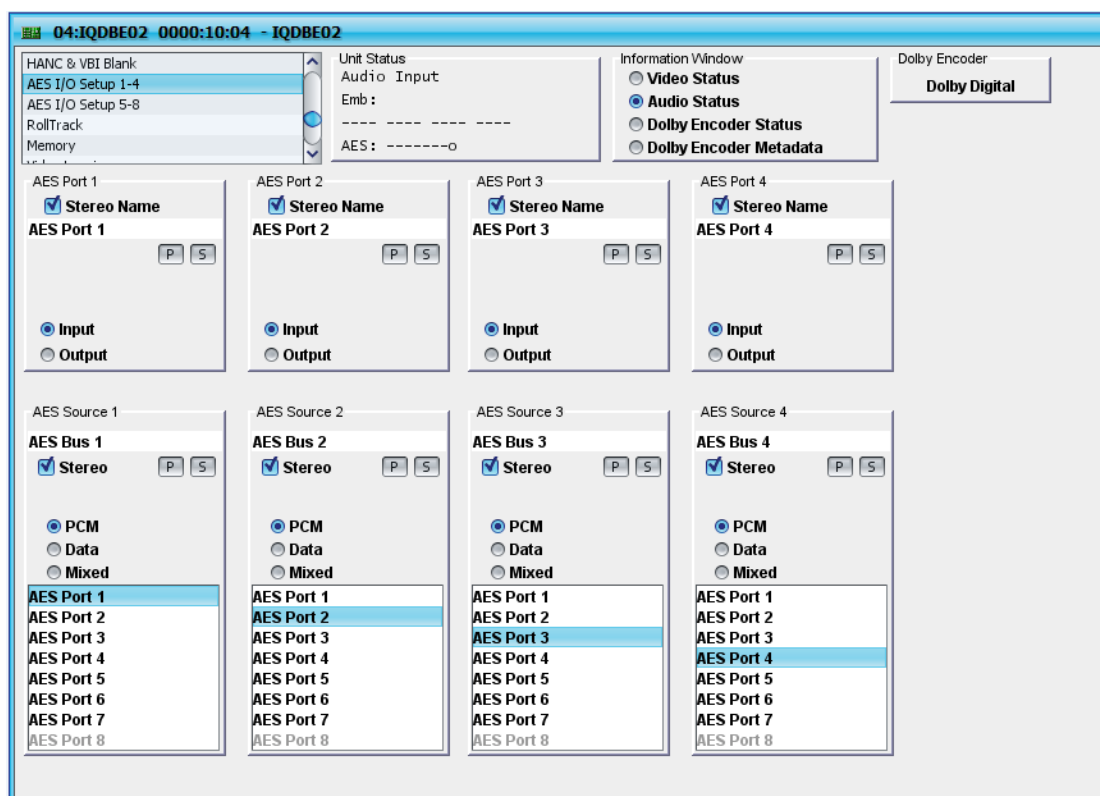 04:IQDBE02 0000:10:04 - IQDBE02
HANC & VBI Blank
AES I/O Setup 1-4
AES I/O Setup 5-8
RollTrack
Memory
Unit Status
Audio Input
Emb:
---- ---- ---- ----
AES: -------o
Information Window
Video Status
Audio Status
Dolby Encoder Status
Dolby Encoder Metadata
Dolby Encoder
Dolby Digital
AES Port 1
Stereo Name
AES Port 1
P S
Input
Output
AES Port 2
Stereo Name
AES Port 2
P S
Input
Output
AES Port 3
Stereo Name
AES Port 3
P S
Input
Output
AES Port 4
Stereo Name
AES Port 4
P S
Input
Output
AES Source 1
AES Bus 1
Stereo P S
PCM
Data
Mixed
AES Port 1
AES Port 2
AES Port 3
AES Port 4
AES Port 5
AES Port 6
AES Port 7
AES Port 8
AES Source 2
AES Bus 2
Stereo P S
PCM
Data
Mixed
AES Port 1
AES Port 2
AES Port 3
AES Port 4
AES Port 5
AES Port 6
AES Port 7
AES Port 8
AES Source 3
AES Bus 3
Stereo P S
PCM
Data
Mixed
AES Port 1
AES Port 2
AES Port 3
AES Port 4
AES Port 5
AES Port 6
AES Port 7
AES Port 8
AES Source 4
AES Bus 4
Stereo P S
PCM
Data
Mixed
AES Port 1
AES Port 2
AES Port 3
AES Port 4
AES Port 5
AES Port 6
AES Port 7
AES Port 8